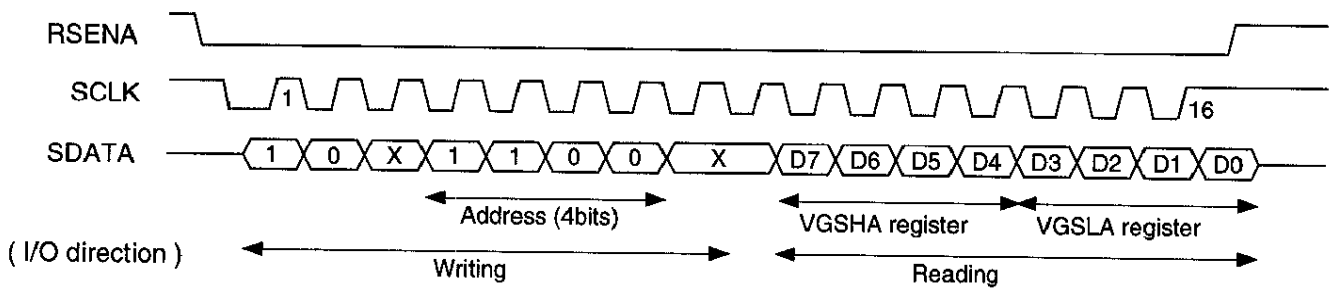 RSENA
SCLK 1 16
SDATA 1 0 X 1 1 0 0 X D7 D6 D5 D4 D3 D2 D1 D0
Address (4bits) VGSHA register VGSLA register
( I/O direction ) Writing Reading